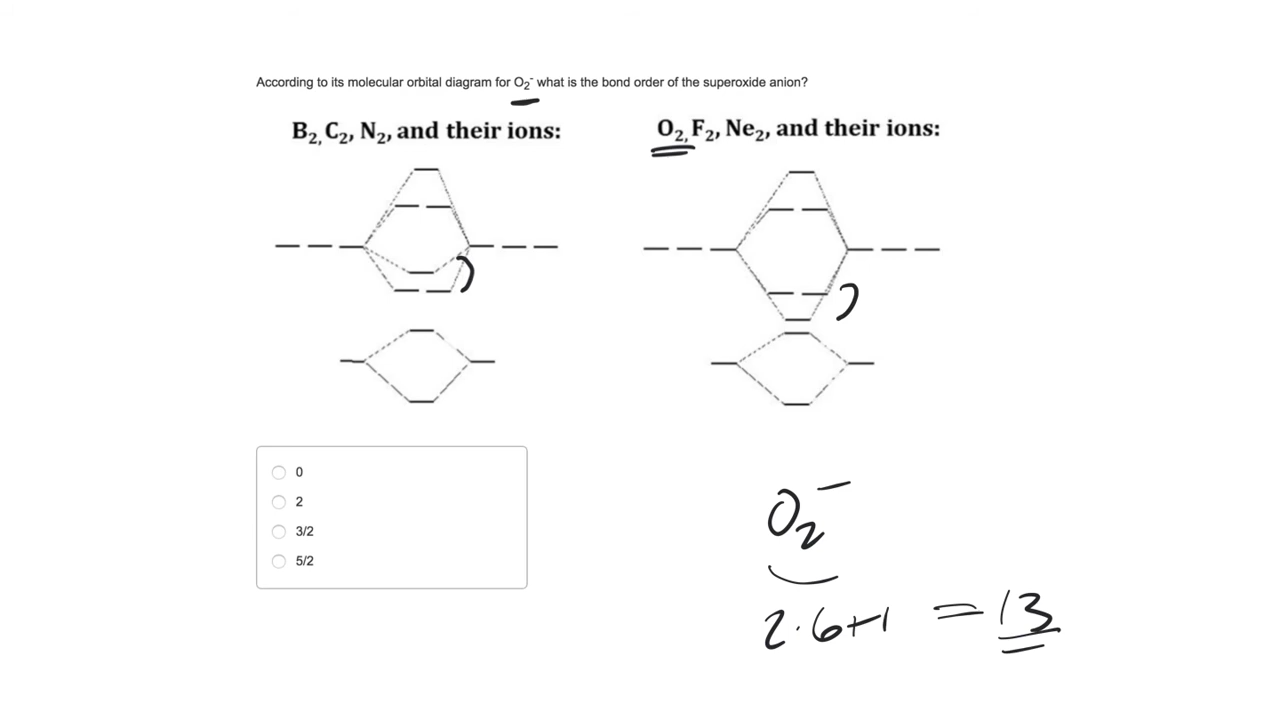 According to its molecular orbital diagram for O₂⁻ what is the bond order of the superoxide anion?
B₂, C₂, N₂, and their ions:
O₂, F₂, Ne₂, and their ions:
0
2
3/2
5/2
O₂⁻
2·6+1 = 13